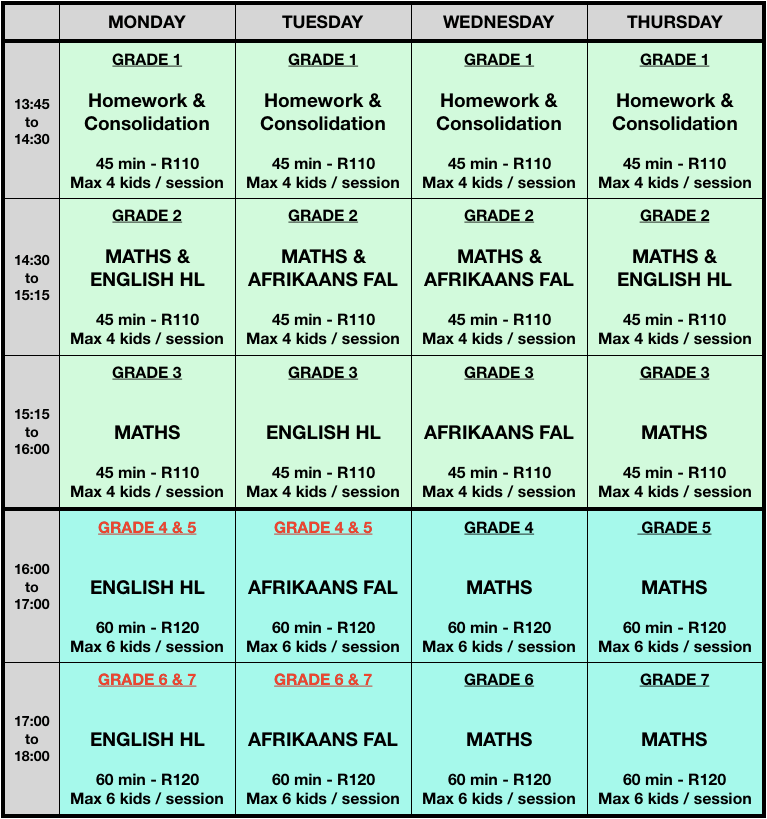 MONDAY TUESDAY WEDNESDAY THURSDAY
13:45
to
14:30
GRADE 1
Homework &
Consolidation
45 min - R110
Max 4 kids / session
GRADE 1
Homework &
Consolidation
45 min - R110
Max 4 kids / session
GRADE 1
Homework &
Consolidation
45 min - R110
Max 4 kids / session
GRADE 1
Homework &
Consolidation
45 min - R110
Max 4 kids / session
14:30
to
15:15
GRADE 2
MATHS &
ENGLISH HL
45 min - R110
Max 4 kids / session
GRADE 2
MATHS &
AFRIKAANS FAL
45 min - R110
Max 4 kids / session
GRADE 2
MATHS &
AFRIKAANS FAL
45 min - R110
Max 4 kids / session
GRADE 2
MATHS &
ENGLISH HL
45 min - R110
Max 4 kids / session
15:15
to
16:00
GRADE 3
MATHS
45 min - R110
Max 4 kids / session
GRADE 3
ENGLISH HL
45 min - R110
Max 4 kids / session
GRADE 3
AFRIKAANS FAL
45 min - R110
Max 4 kids / session
GRADE 3
MATHS
45 min - R110
Max 4 kids / session
16:00
to
17:00
GRADE 4 & 5
ENGLISH HL
60 min - R120
Max 6 kids / session
GRADE 4 & 5
AFRIKAANS FAL
60 min - R120
Max 6 kids / session
GRADE 4
MATHS
60 min - R120
Max 6 kids / session
GRADE 5
MATHS
60 min - R120
Max 6 kids / session
17:00
to
18:00
GRADE 6 & 7
ENGLISH HL
60 min - R120
Max 6 kids / session
GRADE 6 & 7
AFRIKAANS FAL
60 min - R120
Max 6 kids / session
GRADE 6
MATHS
60 min - R120
Max 6 kids / session
GRADE 7
MATHS
60 min - R120
Max 6 kids / session